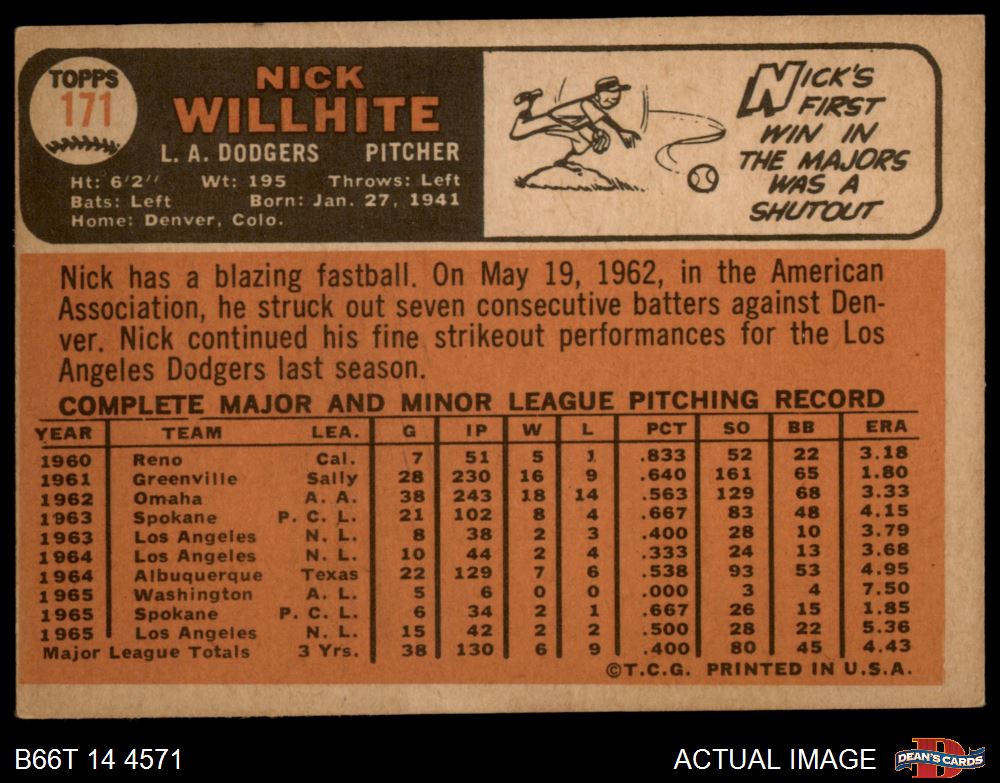 TOPPS
171
NICK
WILLHITE
L. A. DODGERS PITCHER
Ht: 6'2" Wt: 195 Throws: Left
Bats: Left Born: Jan. 27, 1941
Home: Denver, Colo.
NICK'S
FIRST
WIN IN
THE MAJORS
WAS A
SHUTOUT
Nick has a blazing fastball. On May 19, 1962, in the American
Association, he struck out seven consecutive batters against Den-
ver. Nick continued his fine strikeout performances for the Los
Angeles Dodgers last season.
COMPLETE MAJOR AND MINOR LEAGUE PITCHING RECORD
YEAR TEAM LEA. G IP W L PCT SO BB ERA
1960 Reno Cal. 7 51 5 1 .833 52 22 3.18
1961 Greenville Sally 28 230 16 9 .640 161 65 1.80
1962 Omaha A. A. 38 243 18 14 .563 129 68 3.33
1963 Spokane P. C. L. 21 102 8 4 .667 83 48 4.15
1963 Los Angeles N. L. 8 38 2 3 .400 28 10 3.79
1964 Los Angeles N. L. 10 44 2 4 .333 24 13 3.68
1964 Albuquerque Texas 22 129 7 6 .538 93 53 4.95
1965 Washington A. L. 5 6 0 0 .000 3 4 7.50
1965 Spokane P. C. L. 6 34 2 1 .667 26 15 1.85
1965 Los Angeles N. L. 15 42 2 2 .500 28 22 5.36
Major League Totals 3 Yrs. 38 130 6 9 .400 80 45 4.43
©T.C.G. PRINTED IN U.S.A.
B66T 14 4571 ACTUAL IMAGE
DEAN'S CARDS